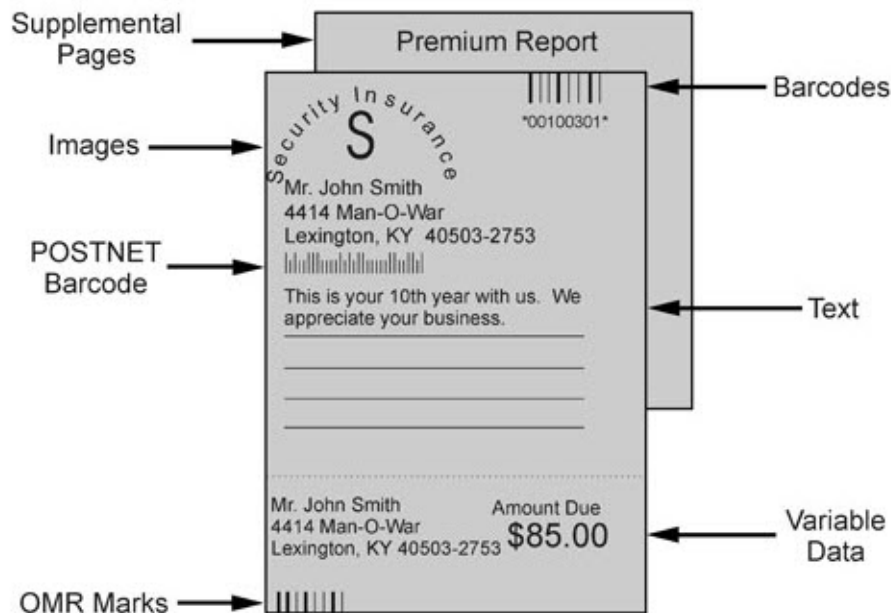 Supplemental
Pages
Premium Report
Barcodes
*00100301*
Security Insurance
S
Images
Mr. John Smith
4414 Man-O-War
Lexington, KY 40503-2753
POSTNET
Barcode
This is your 10th year with us. We
appreciate your business.
Text
Mr. John Smith
4414 Man-O-War
Lexington, KY 40503-2753
Amount Due
$85.00
Variable
Data
OMR Marks